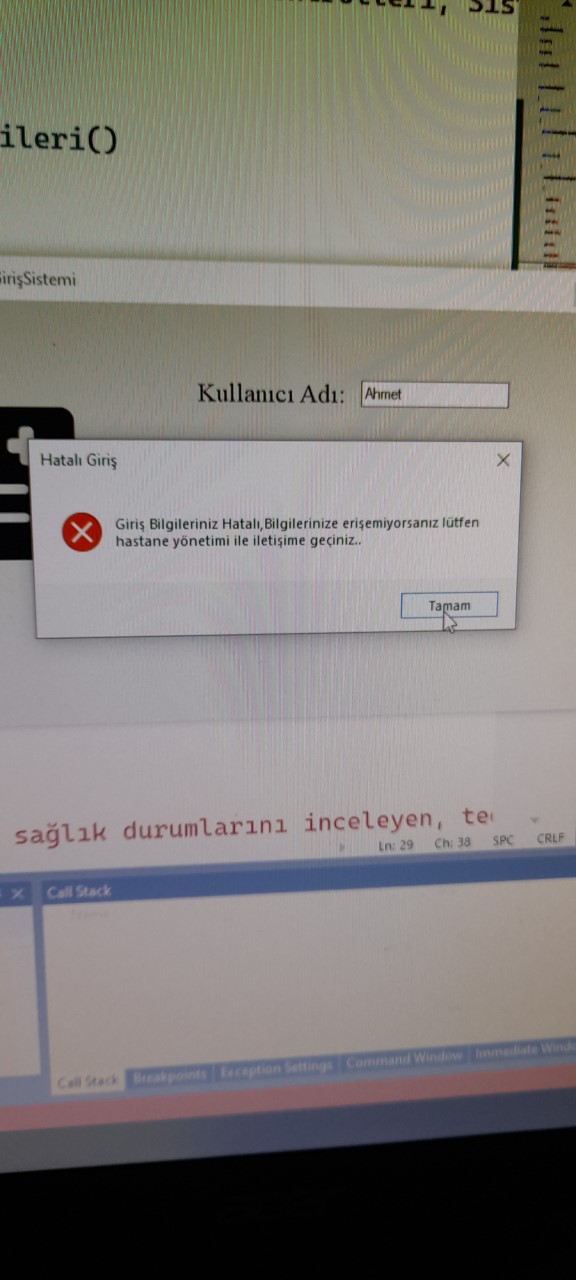 ileri()
irişSistemi
Kullanıcı Adı: Ahmet
Hatalı Giriş
Giriş Bilgileriniz Hatalı,Bilgilerinize erişemiyorsanız lütfen
hastane yönetimi ile iletişime geçiniz..
Tamam
sağlık durumlarını inceleyen, te
Ln: 29 Ch: 38 SPC CRLF
Call Stack
Call Stack Breakpoints Exception Settings Command Window Immediate Windo